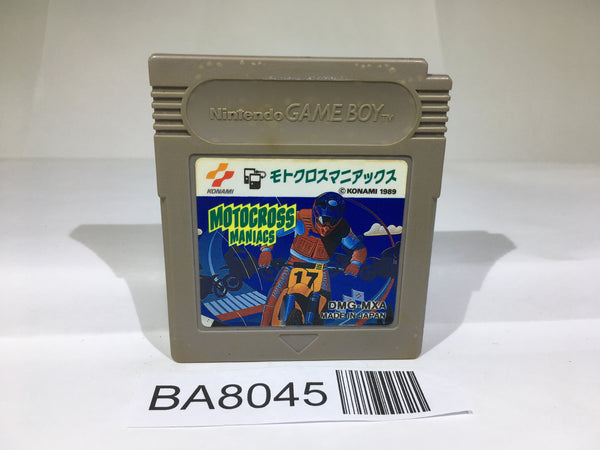 Nintendo GAME BOY™
KONAMI
モトクロスマニアックス
© KONAMI 1989
MOTOCROSS
MANIACS
17
DMG-MXA
MADE IN JAPAN
BA8045